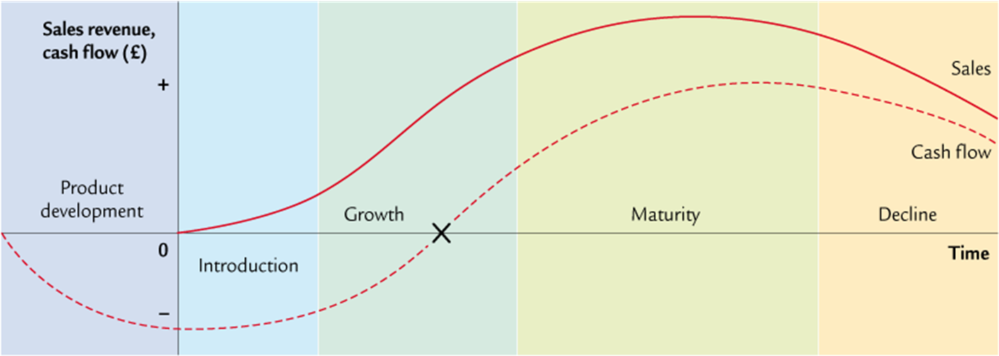 Sales revenue,
cash flow (£)
+
Sales
Cash flow
Product
development
Growth
Maturity
Decline
0
Introduction
Time
–